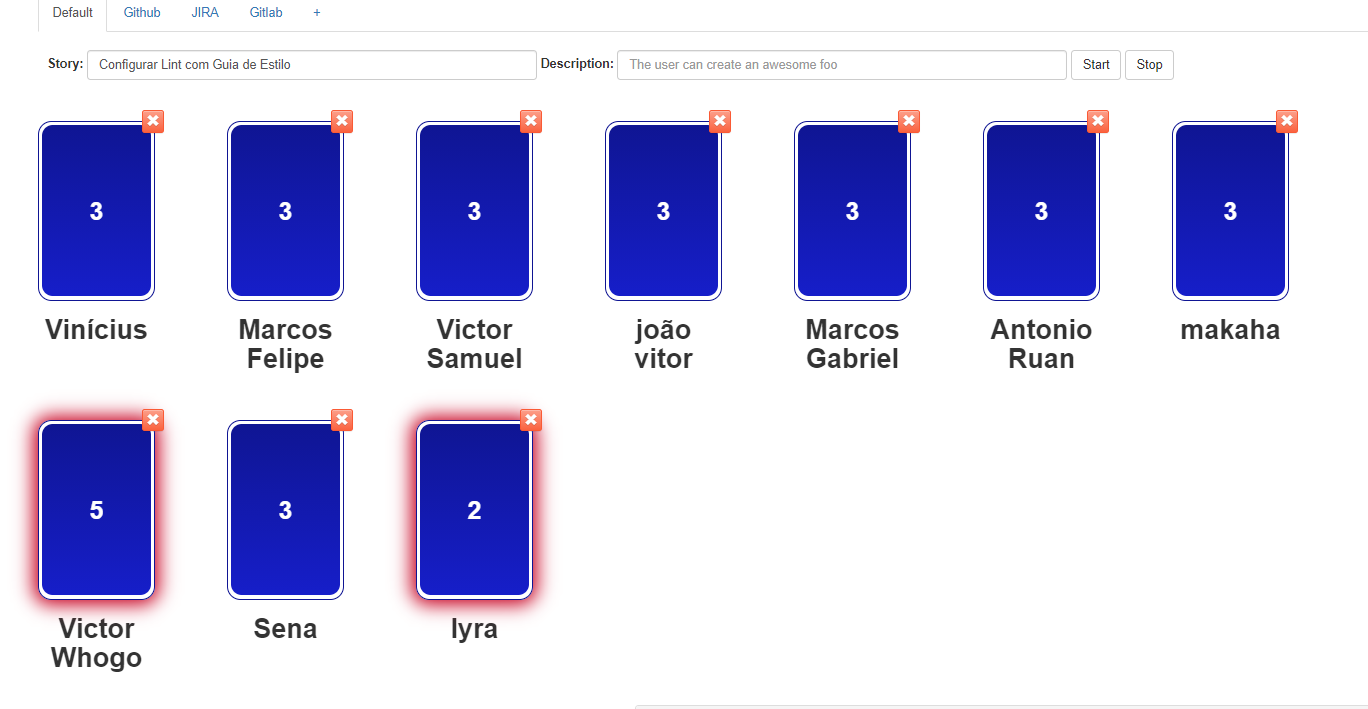 Default Github JIRA Gitlab +
Story: Configurar Lint com Guia de Estilo Description: The user can create an awesome foo Start Stop
3 3 3 3 3 3 3
Vinícius Marcos Victor joão Marcos Antonio makaha
Felipe Samuel vitor Gabriel Ruan
5 3 2
Victor Sena lyra
Whogo